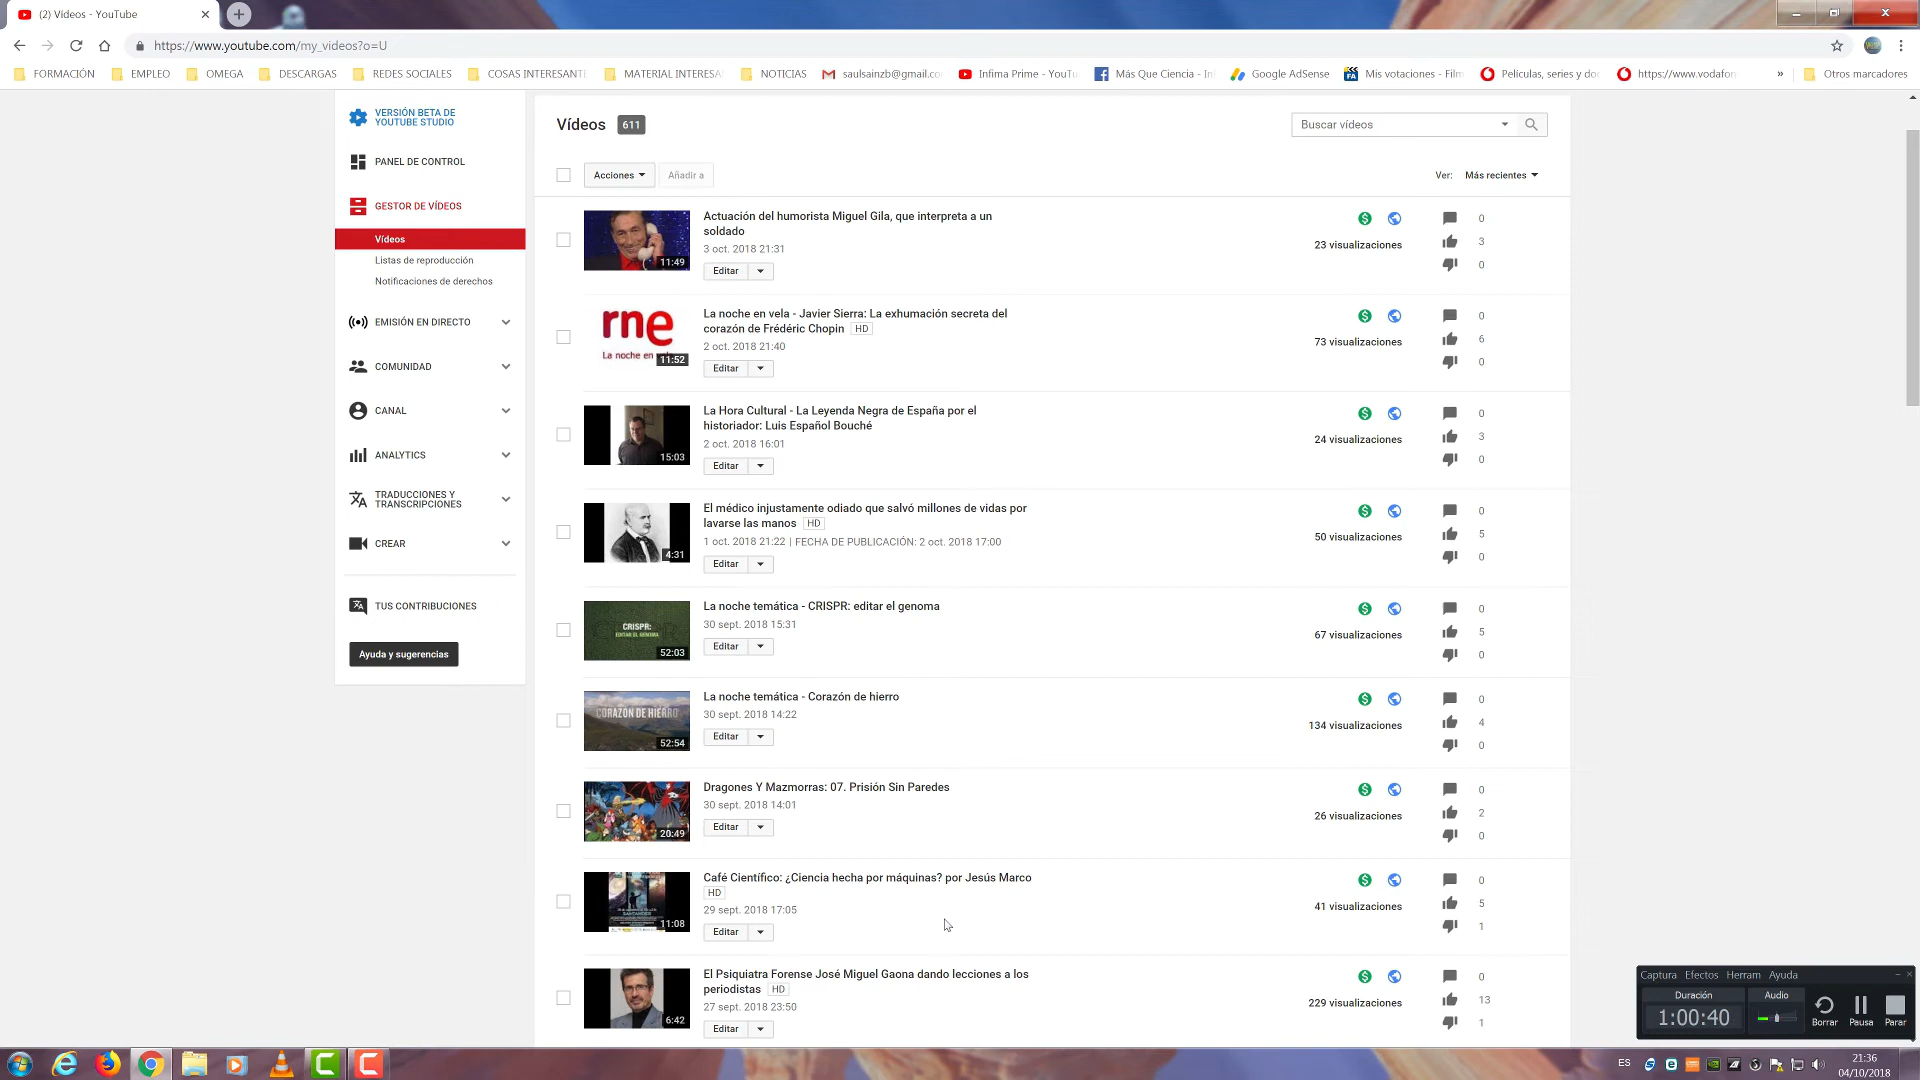 (2) Vídeos - YouTube
https://www.youtube.com/my_videos?o=U
FORMACIÓN
EMPLEO
OMEGA
DESCARGAS
REDES SOCIALES
COSAS INTERESANT
MATERIAL INTERESA
NOTICIAS
saulsainzb@gmail.co
Infima Prime - YouTu
Más Que Ciencia - In
Google AdSense
Mis votaciones - Film
Películas, series y do
https://www.vodafon
»
Otros marcadores
VERSIÓN BETA DE
YOUTUBE STUDIO
PANEL DE CONTROL
GESTOR DE VÍDEOS
Vídeos
Listas de reproducción
Notificaciones de derechos
EMISIÓN EN DIRECTO
COMUNIDAD
CANAL
ANALYTICS
TRADUCCIONES Y
TRANSCRIPCIONES
CREAR
TUS CONTRIBUCIONES
Ayuda y sugerencias
Vídeos 611
Buscar vídeos
Acciones Añadir a
Ver: Más recientes
Actuación del humorista Miguel Gila, que interpreta a un
soldado
3 oct. 2018 21:31
Editar
11:49
23 visualizaciones
0
3
0
La noche en vela - Javier Sierra: La exhumación secreta del
corazón de Frédéric Chopin HD
2 oct. 2018 21:40
Editar
rne
La noche en
11:52
73 visualizaciones
0
6
0
La Hora Cultural - La Leyenda Negra de España por el
historiador: Luis Español Bouché
2 oct. 2018 16:01
Editar
15:03
24 visualizaciones
0
3
0
El médico injustamente odiado que salvó millones de vidas por
lavarse las manos HD
1 oct. 2018 21:22 | FECHA DE PUBLICACIÓN: 2 oct. 2018 17:00
Editar
4:31
50 visualizaciones
0
5
0
La noche temática - CRISPR: editar el genoma
30 sept. 2018 15:31
Editar
CRISPR:
EDITAR EL GENOMA
52:03
67 visualizaciones
0
5
0
La noche temática - Corazón de hierro
30 sept. 2018 14:22
Editar
CORAZÓN DE HIERRO
52:54
134 visualizaciones
0
4
0
Dragones Y Mazmorras: 07. Prisión Sin Paredes
30 sept. 2018 14:01
Editar
20:49
26 visualizaciones
0
2
0
Café Científico: ¿Ciencia hecha por máquinas? por Jesús Marco
HD
29 sept. 2018 17:05
Editar
SANTANDER
11:08
41 visualizaciones
0
5
1
El Psiquiatra Forense José Miguel Gaona dando lecciones a los
periodistas HD
27 sept. 2018 23:50
Editar
6:42
229 visualizaciones
0
13
1
Captura Efectos Herram Ayuda
Duración
1:00:40
Audio
Borrar
Pausa
Parar
ES
21:36
04/10/2018